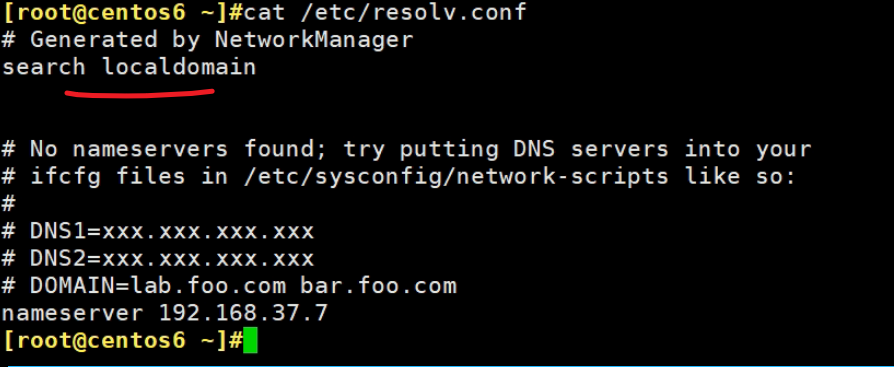 [root@centos6 ~]#cat /etc/resolv.conf
# Generated by NetworkManager
search localdomain
# No nameservers found; try putting DNS servers into your
# ifcfg files in /etc/sysconfig/network-scripts like so:
#
# DNS1=xxx.xxx.xxx.xxx
# DNS2=xxx.xxx.xxx.xxx
# DOMAIN=lab.foo.com bar.foo.com
nameserver 192.168.37.7
[root@centos6 ~]#